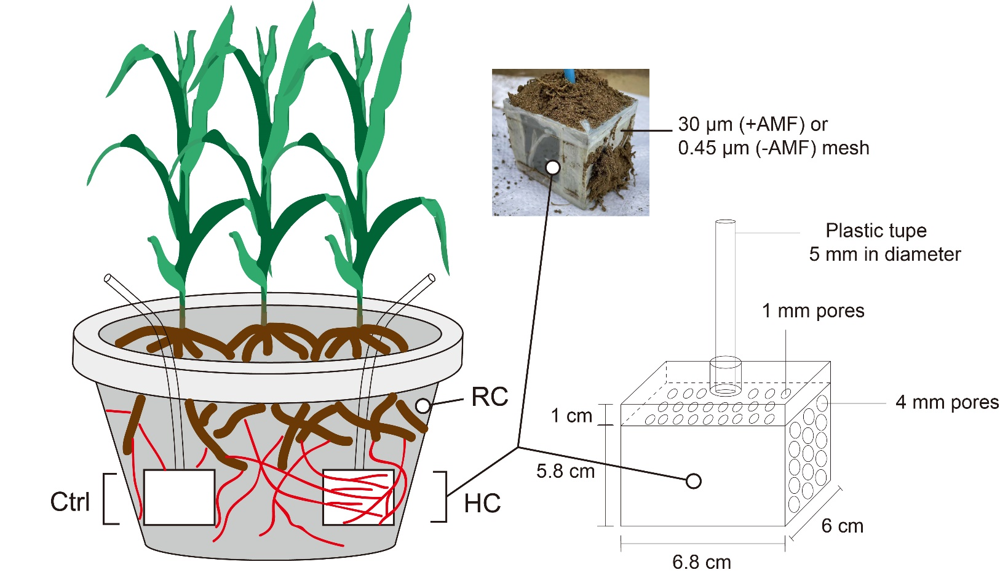 30 µm (+AMF) or
0.45 µm (-AMF) mesh
Plastic tupe
5 mm in diameter
1 mm pores
RC
4 mm pores
1 cm
5.8 cm
Ctrl
HC
6 cm
6.8 cm